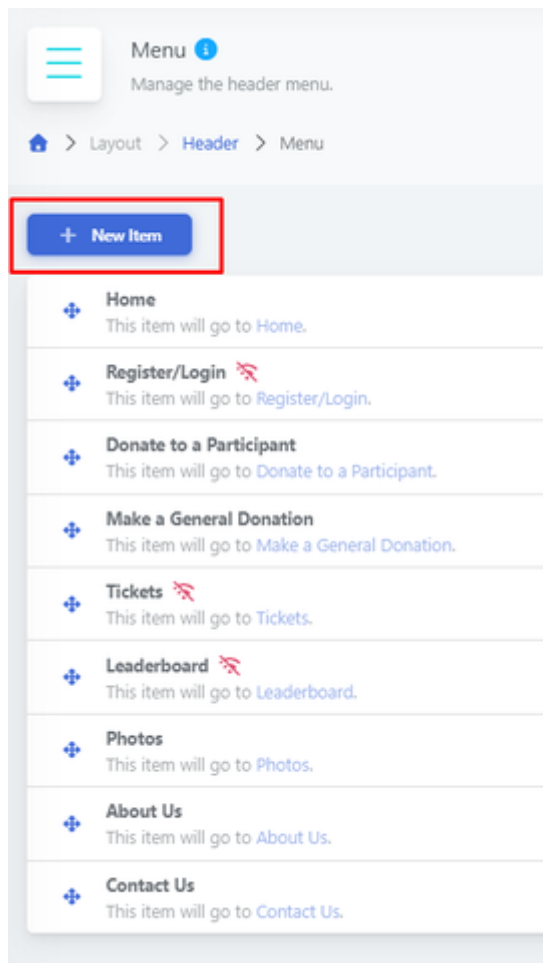 Menu
Manage the header menu.
> Layout > Header > Menu
+ New Item
Home
This item will go to Home.
Register/Login
This item will go to Register/Login.
Donate to a Participant
This item will go to Donate to a Participant.
Make a General Donation
This item will go to Make a General Donation.
Tickets
This item will go to Tickets.
Leaderboard
This item will go to Leaderboard.
Photos
This item will go to Photos.
About Us
This item will go to About Us.
Contact Us
This item will go to Contact Us.